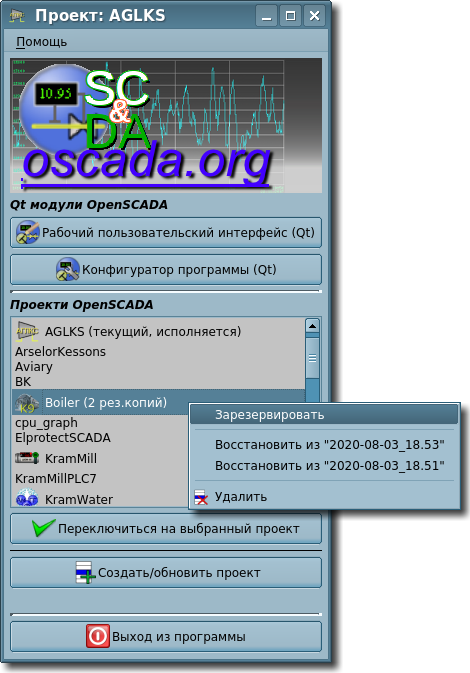 Проект: AGLKS
Помощь
10.95
SC
&
DA
oscada.org
Qt модули OpenSCADA
Рабочий пользовательский интерфейс (Qt)
Конфигуратор программы (Qt)
Проекти OpenSCADA
AGLKS (текущий, исполняется)
ArselorKessons
Aviary
BK
Boiler (2 рез.копий)
Зарезервировать
cpu_graph
ElprotectSCADA
Восстановить из "2020-08-03_18.53"
KramMill
Восстановить из "2020-08-03_18.51"
KramMillPLC7
KramWater
Удалить
Переключиться на выбранный проект
Создать/обновить проект
Выход из программы